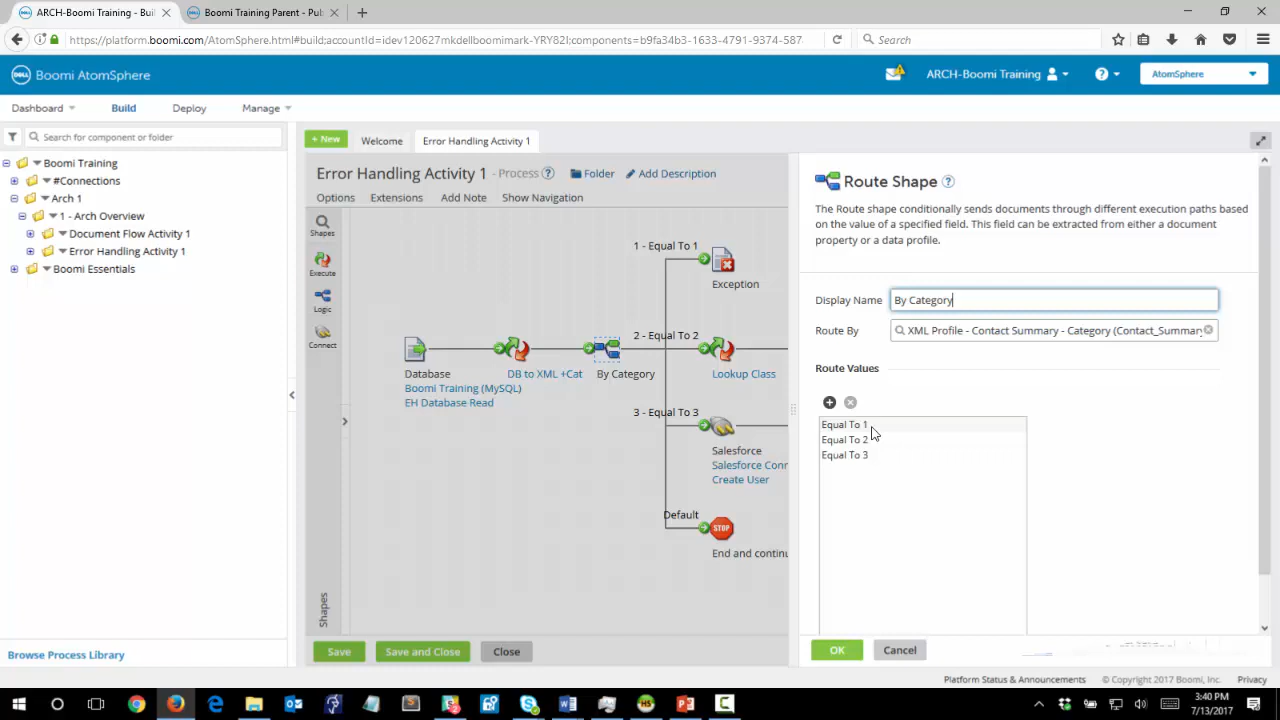 ARCH-Boomi Training - Buil
Boomi Training Parent - Pub
https://platform.boomi.com/AtomSphere.html#build;accountId=idev120627mkdellboomimark-YRY82I;components=b9fa34b3-1633-4791-9374-587
Search
DELL
Boomi AtomSphere
ARCH-Boomi Training
AtomSphere
Dashboard
Build
Deploy
Manage
Search for component or folder
+ New
Welcome
Error Handling Activity 1
Boomi Training
#Connections
Arch 1
1 - Arch Overview
Document Flow Activity 1
Error Handling Activity 1
Boomi Essentials
Error Handling Activity 1 - Process
Folder
Add Description
Options
Extensions
Add Note
Show Navigation
Shapes
Execute
Logic
Connect
Shapes
1 - Equal To 1
Exception
2 - Equal To 2
Database
Boomi Training (MySQL)
EH Database Read
DB to XML +Cat
By Category
Lookup Class
3 - Equal To 3
Salesforce
Salesforce Conn
Create User
Default
STOP
End and continu
Route Shape
The Route shape conditionally sends documents through different execution paths based
on the value of a specified field. This field can be extracted from either a document
property or a data profile.
Display Name
By Category
Route By
XML Profile - Contact Summary - Category (Contact_Summary
Route Values
Equal To 1
Equal To 2
Equal To 3
Save
Save and Close
Close
OK
Cancel
Browse Process Library
Platform Status & Announcements
© Copyright 2017 Boomi, Inc.
Privacy
3:40 PM
7/13/2017